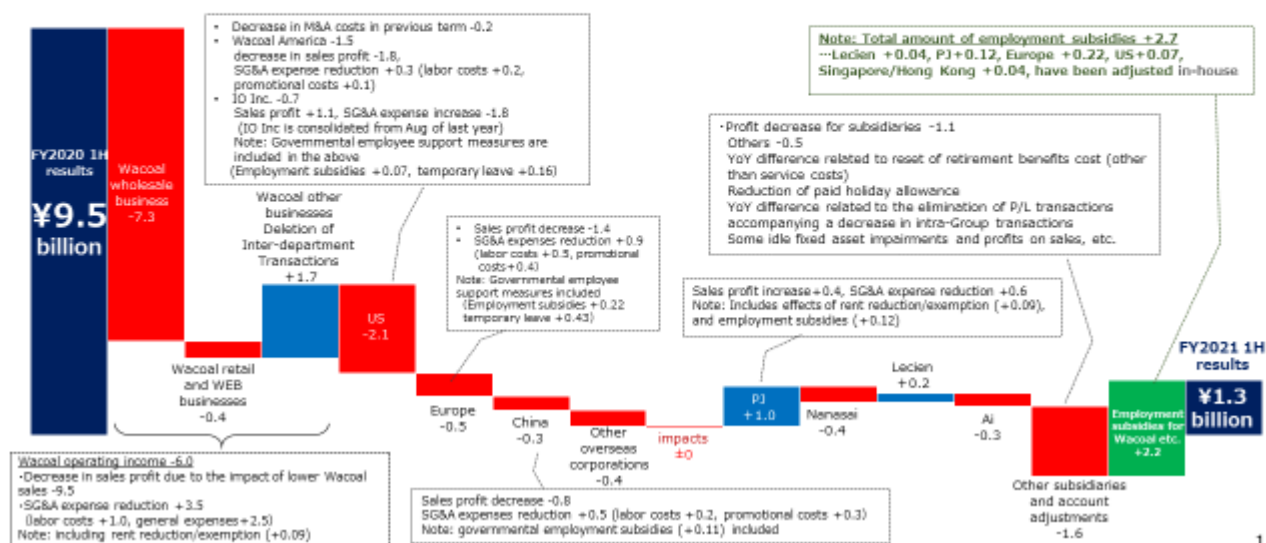 • Decrease in M&A costs in previous term -0.2
• Wacoal America -1.5
decrease in sales profit -1.8,
SG&A expense reduction +0.3 (labor costs +0.2,
promotional costs +0.1)
• IO Inc. -0.7
Sales profit +1.1, SG&A expense increase -1.8
(IO Inc is consolidated from Aug of last year)
Note: Governmental employee support measures are
included in the above
(Employment subsidies +0.07, temporary leave +0.16)
Note: Total amount of employment subsidies +2.7
···Lecien +0.04, PJ+0.12, Europe +0.22, US+0.07,
Singapore/Hong Kong +0.04, have been adjusted in-house
FY2020 1H
results
¥9.5
billion
Wacoal
wholesale
business
-7.3
Wacoal retail
and WEB
businesses
-0.4
Wacoal other
businesses
Deletion of
Inter-department
Transactions
+1.7
US
-2.1
• Sales profit decrease -1.4
• SG&A expenses reduction +0.9
(labor costs +0.5, promotional
costs+0.4)
Note: Governmental employee
support measures included
(Employment subsidies +0.22
temporary leave +0.43)
·Profit decrease for subsidiaries -1.1
Others -0.5
YoY difference related to reset of retirement benefits cost (other
than service costs)
Reduction of paid holiday allowance
YoY difference related to the elimination of P/L transactions
accompanying a decrease in intra-Group transactions
Some idle fixed asset impairments and profits on sales, etc.
Sales profit increase+0.4, SG&A expense reduction +0.6
Note: Includes effects of rent reduction/exemption (+0.09),
and employment subsidies (+0.12)
Europe
-0.5
China
-0.3
Other
overseas
corporations
-0.4
impacts
±0
PJ
+1.0
Nanasai
-0.4
Lecien
+0.2
Ai
-0.3
Other subsidiaries
and account
adjustments
-1.6
Employment
subsidies for
Wacoal etc.
+2.2
FY2021 1H
results
¥1.3
billion
Wacoal operating income -6.0
·Decrease in sales profit due to the impact of lower Wacoal
sales -9.5
·SG&A expense reduction +3.5
(labor costs +1.0, general expenses+2.5)
Note: including rent reduction/exemption (+0.09)
Sales profit decrease -0.8
SG&A expenses reduction +0.5 (labor costs +0.2, promotional costs +0.3)
Note: governmental employment subsidies (+0.11) included
1